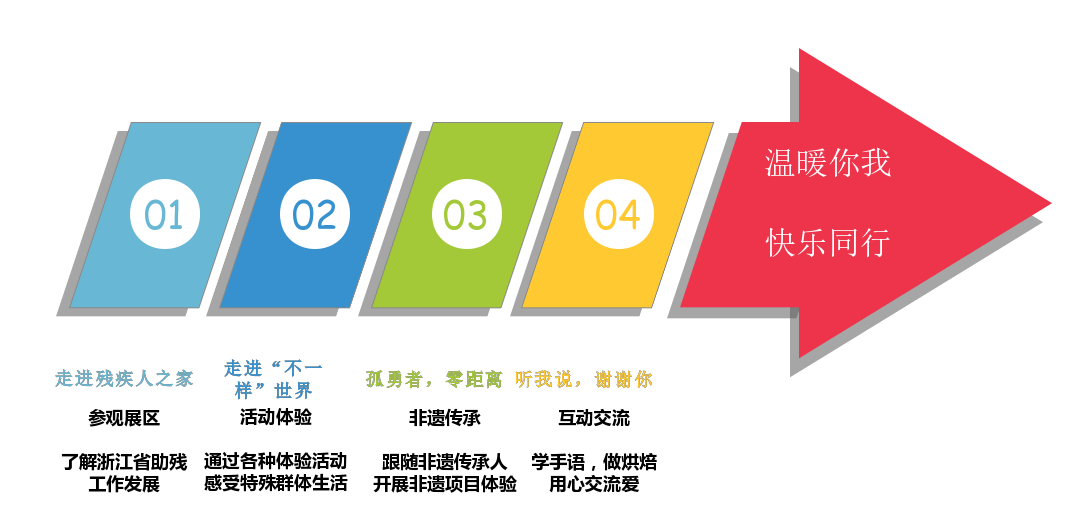 01
02
03
04
温暖你我
快乐同行
走进残疾人之家
参观展区
了解浙江省助残
工作发展
走进“不一
样”世界
活动体验
通过各种体验活动
感受特殊群体生活
孤勇者，零距离
非遗传承
跟随非遗传承人
开展非遗项目体验
听我说，谢谢你
互动交流
学手语，做烘焙
用心交流爱